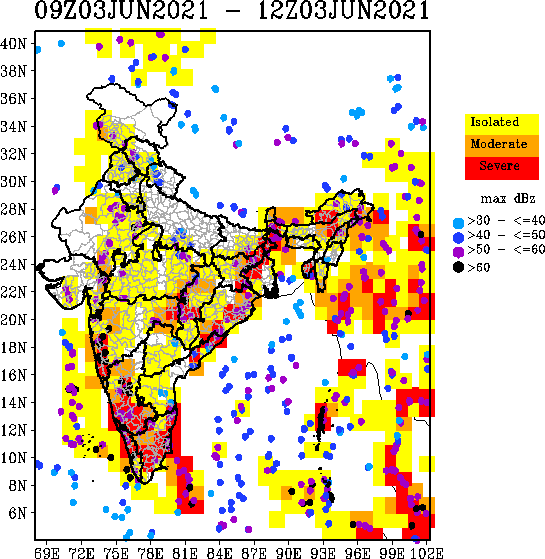 09Z03JUN2021 - 12Z03JUN2021
40N
38N
36N
34N
32N
30N
28N
26N
24N
22N
20N
18N
16N
14N
12N
10N
8N
6N
69E 72E 75E 78E 81E 84E 87E 90E 93E 96E 99E 102E
Isolated
Moderate
Severe
max dBz
>30 - <=40
>40 - <=50
>50 - <=60
>60